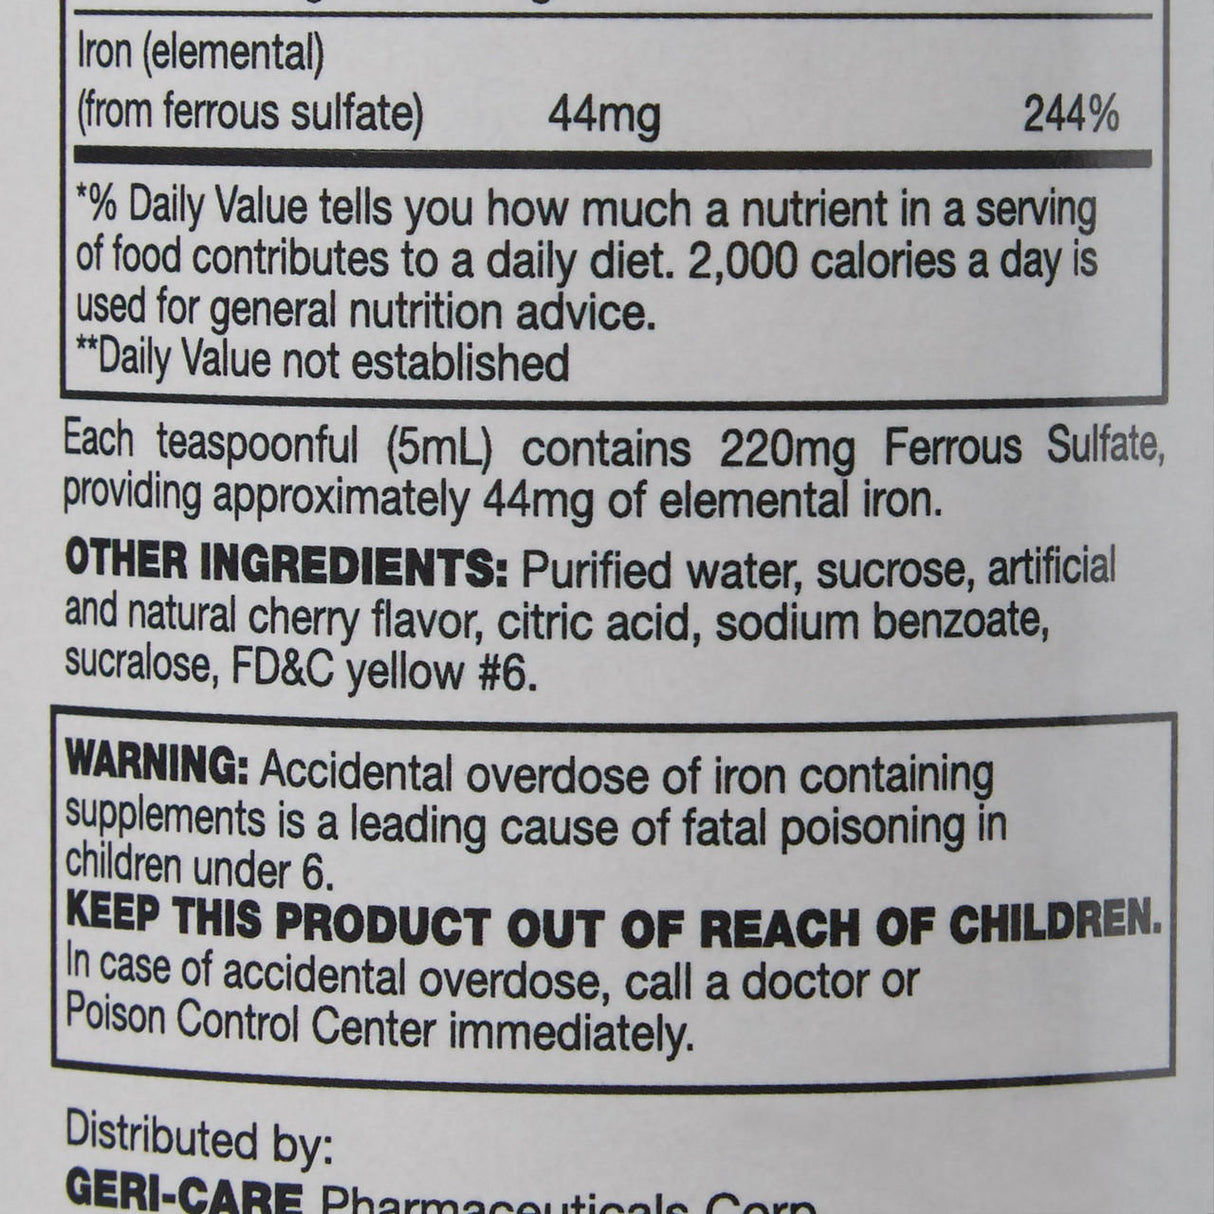 Iron (elemental)
(from ferrous sulfate) 44mg 244%
*% Daily Value tells you how much a nutrient in a serving
of food contributes to a daily diet. 2,000 calories a day is
used for general nutrition advice.
**Daily Value not established
Each teaspoonful (5mL) contains 220mg Ferrous Sulfate,
providing approximately 44mg of elemental iron.
OTHER INGREDIENTS: Purified water, sucrose, artificial
and natural cherry flavor, citric acid, sodium benzoate,
sucralose, FD&C yellow #6.
WARNING: Accidental overdose of iron containing
supplements is a leading cause of fatal poisoning in
children under 6.
KEEP THIS PRODUCT OUT OF REACH OF CHILDREN.
In case of accidental overdose, call a doctor or
Poison Control Center immediately.
Distributed by:
GERI-CARE Pharmaceuticals Corp